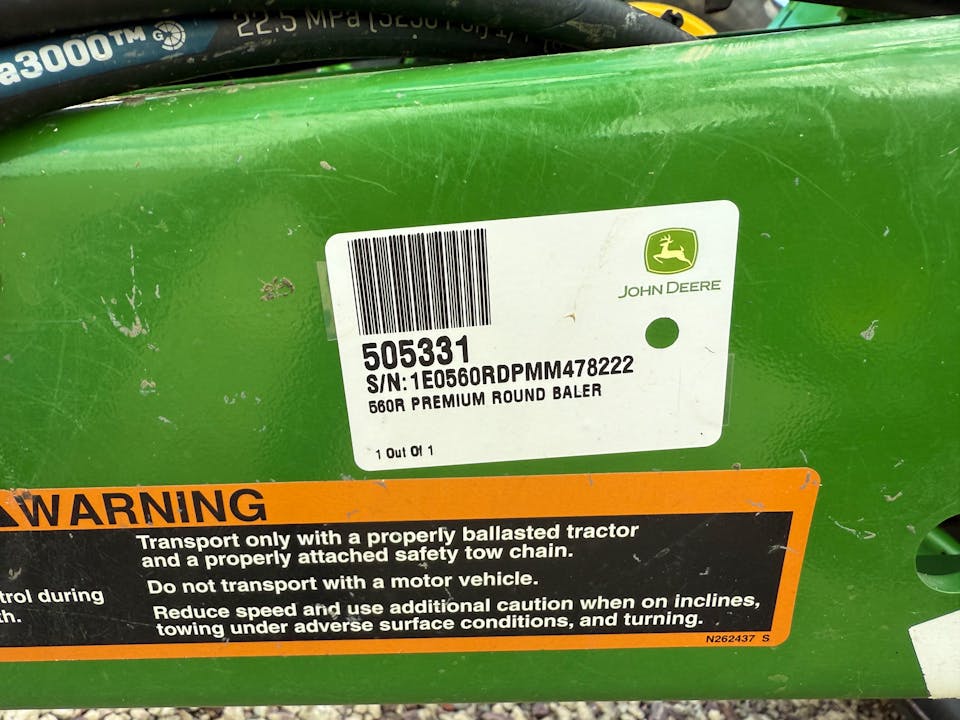 a3000™
22.5 MPa
505331
S/N: 1E0560RDPMM478222
560R PREMIUM ROUND BALER
1 Out Of 1
JOHN DEERE
WARNING
Transport only with a properly ballasted tractor
and a properly attached safety tow chain.
Do not transport with a motor vehicle.
Reduce speed and use additional caution when on inclines,
towing under adverse surface conditions, and turning.
trol during
th.
N262437 S